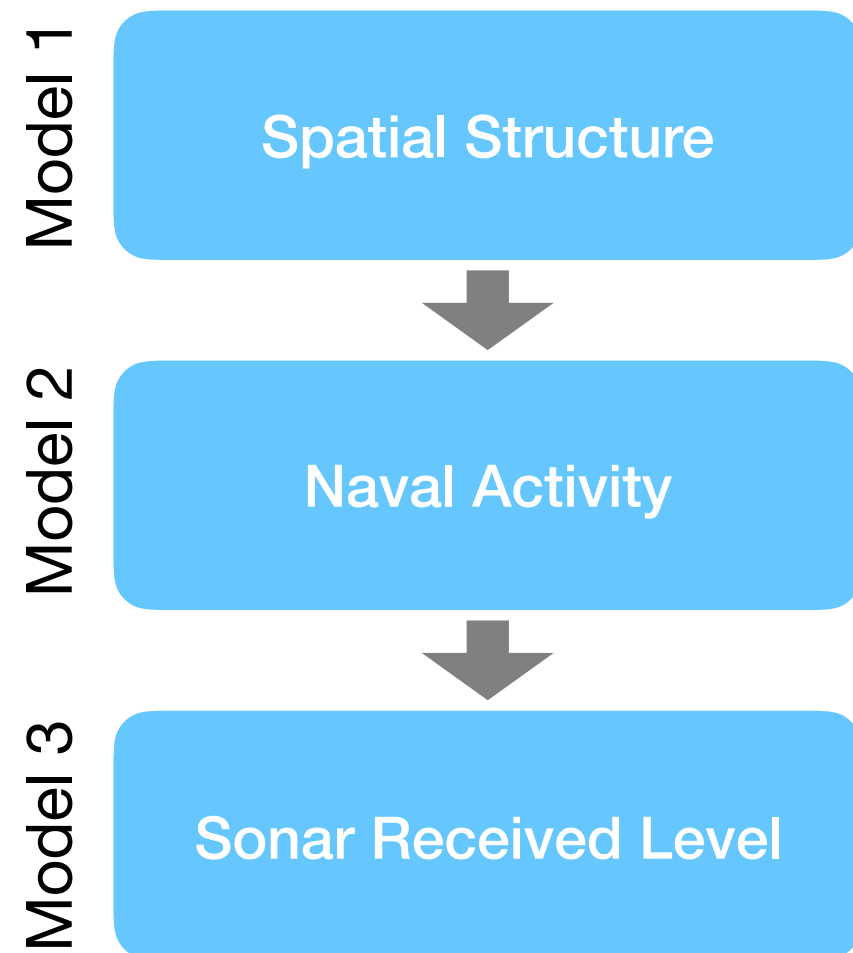 Model 1
Spatial Structure
Model 2
Naval Activity
Model 3
Sonar Received Level